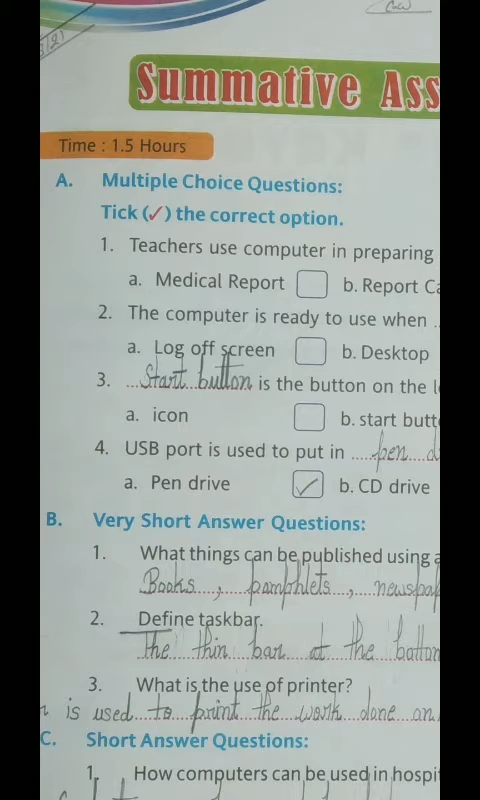 Summative Ass
Time : 1.5 Hours
A. Multiple Choice Questions:
Tick (✓) the correct option.
1. Teachers use computer in preparing
a. Medical Report b. Report Ca
2. The computer is ready to use when ..
a. Log off screen b. Desktop
3. ...Start button is the button on the l
a. icon b. start butt
4. USB port is used to put in .....pen d
a. Pen drive ✓ b. CD drive
B. Very Short Answer Questions:
1. What things can be published using a
Books, pamphlets, newspap
2. Define taskbar.
The thin bar at the bottom
3. What is the use of printer?
r is used to print the work done on
C. Short Answer Questions:
1. How computers can be used in hospi